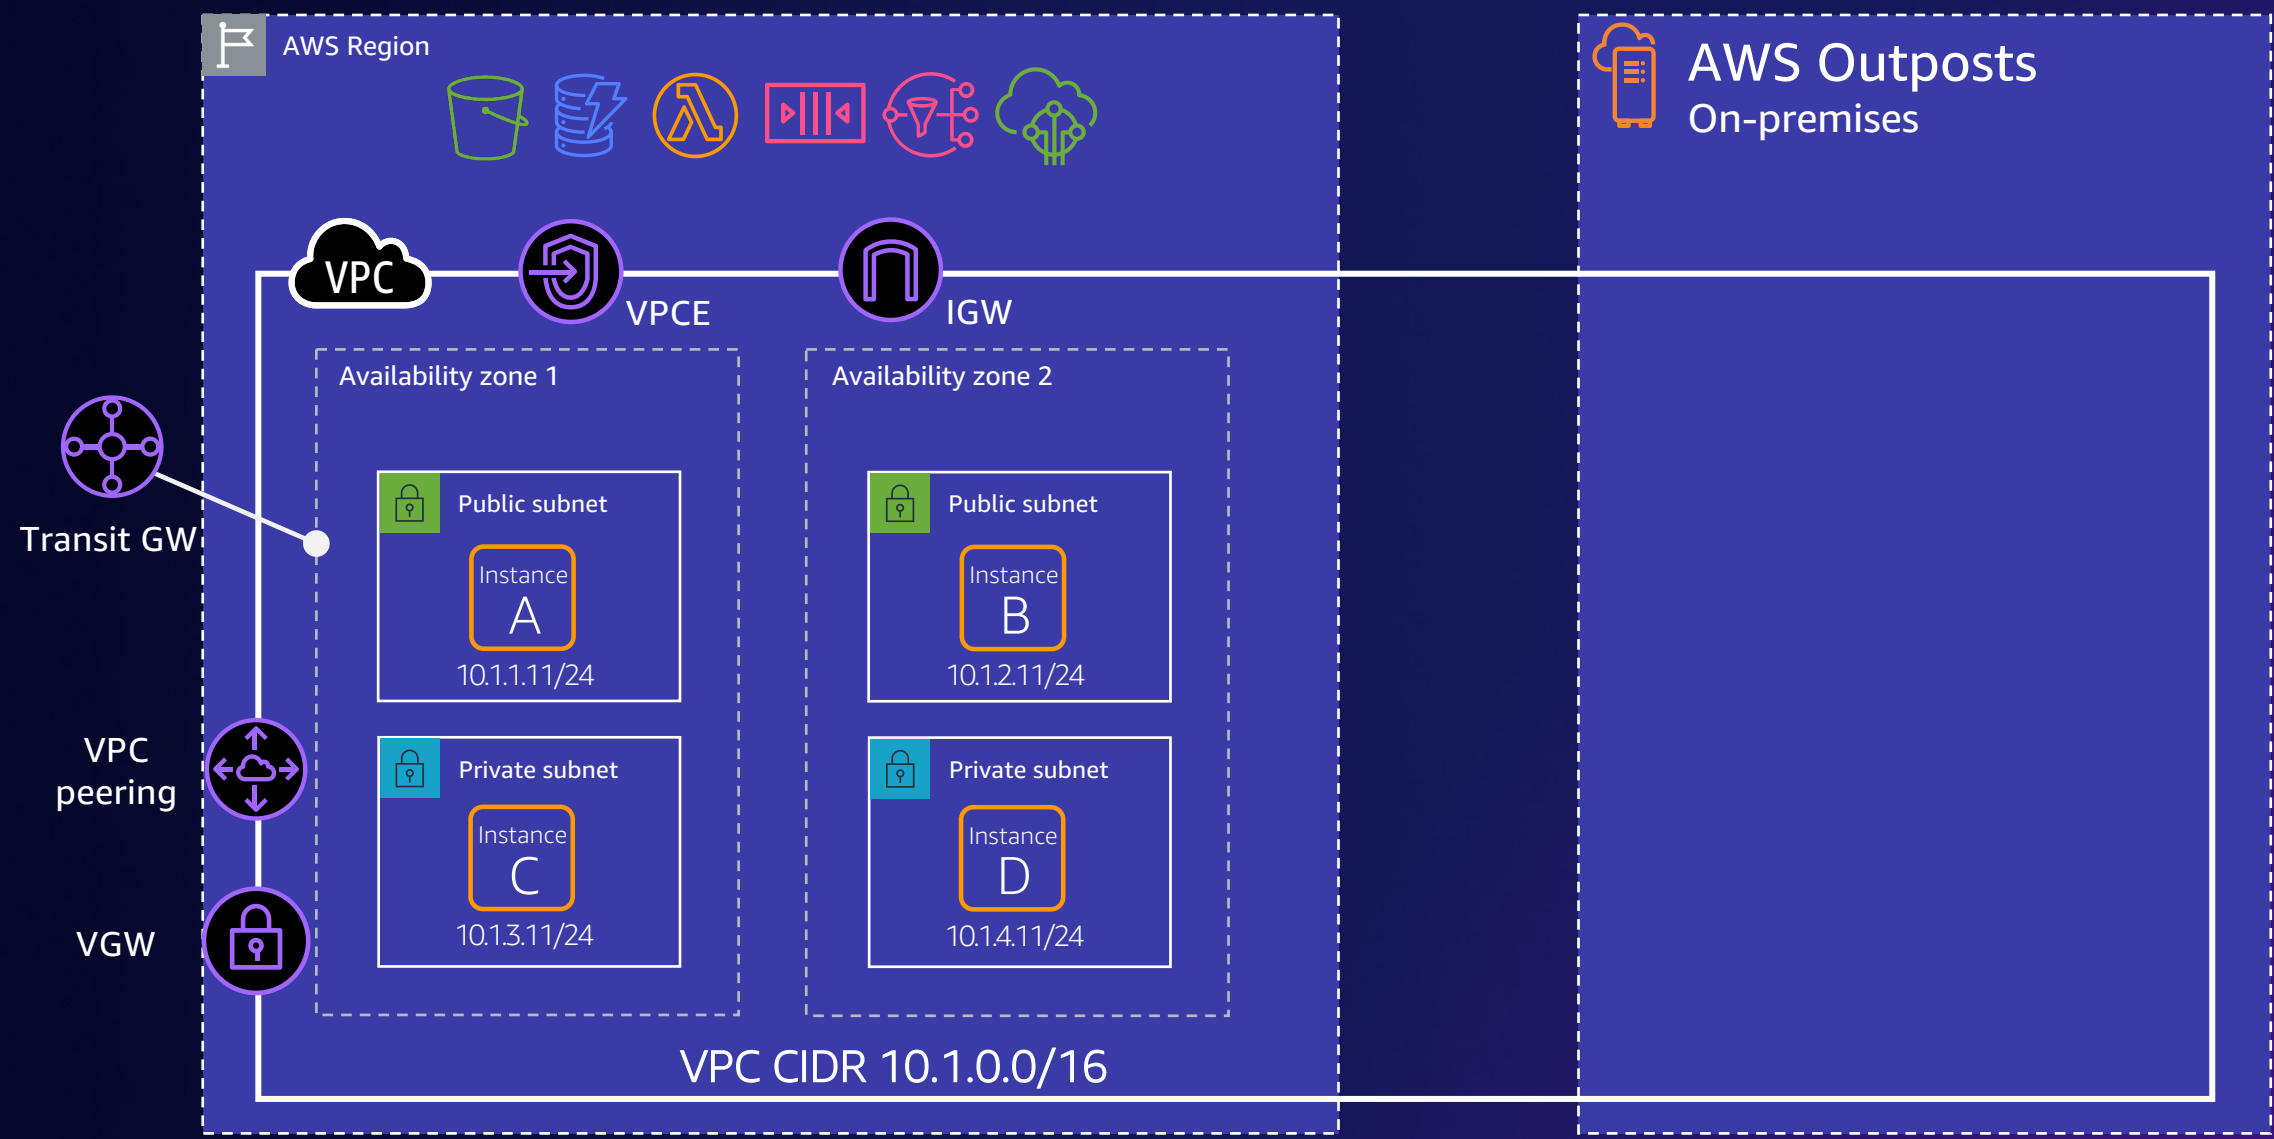 AWS Region
AWS Outposts
On-premises
VPC
VPCE
IGW
Availability zone 1
Availability zone 2
Transit GW
Public subnet
Instance
A
10.1.1.11/24
Public subnet
Instance
B
10.1.2.11/24
VPC
peering
Private subnet
Instance
C
10.1.3.11/24
Private subnet
Instance
D
10.1.4.11/24
VGW
VPC CIDR 10.1.0.0/16